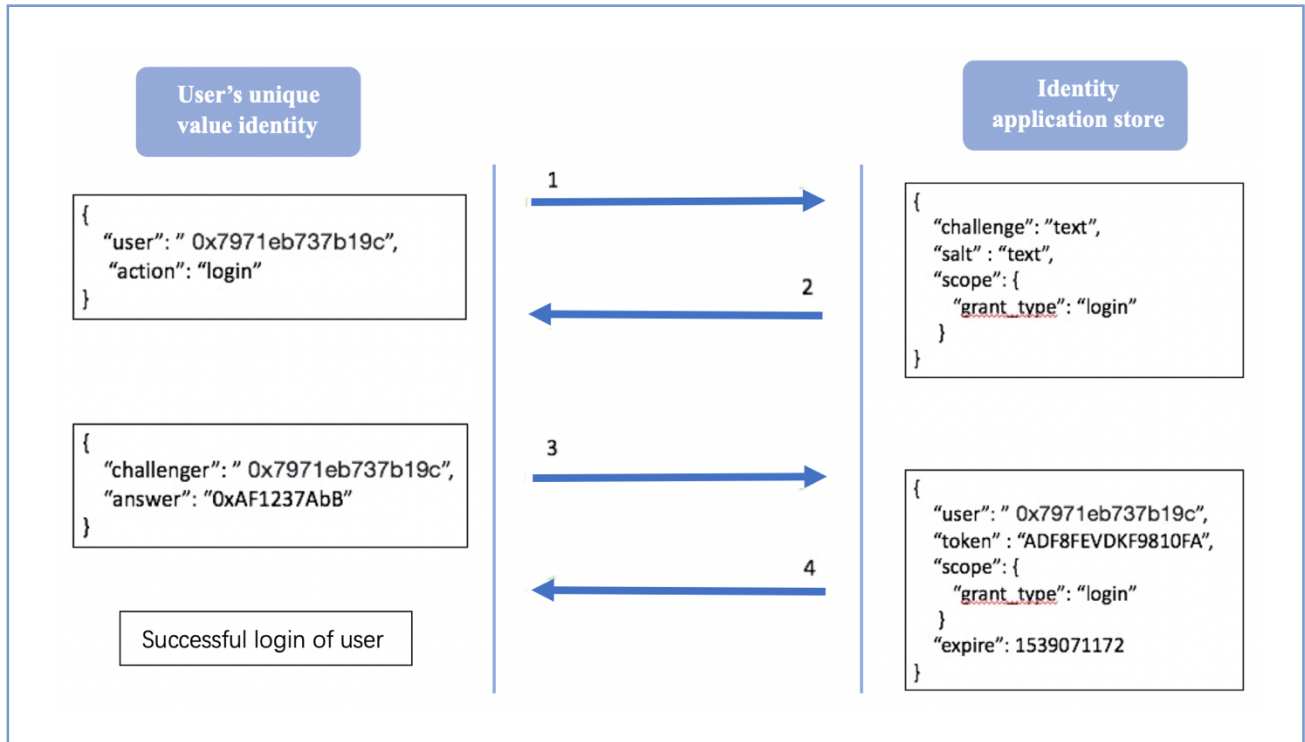 User’s unique
value identity
Identity
application store
1
{
“user”: “ 0x7971eb737b19c”,
“action”: “login”
}
{
“challenge”: “text”,
“salt” : “text”,
“scope”: {
“grant_type”: “login”
}
}
2
3
{
“challenger”: “ 0x7971eb737b19c”,
“answer”: “0xAF1237AbB”
}
{
“user”: “ 0x7971eb737b19c”,
“token” : “ADF8FEVDKF9810FA”,
“scope”: {
“grant_type”: “login”
}
“expire”: 1539071172
}
4
Successful login of user